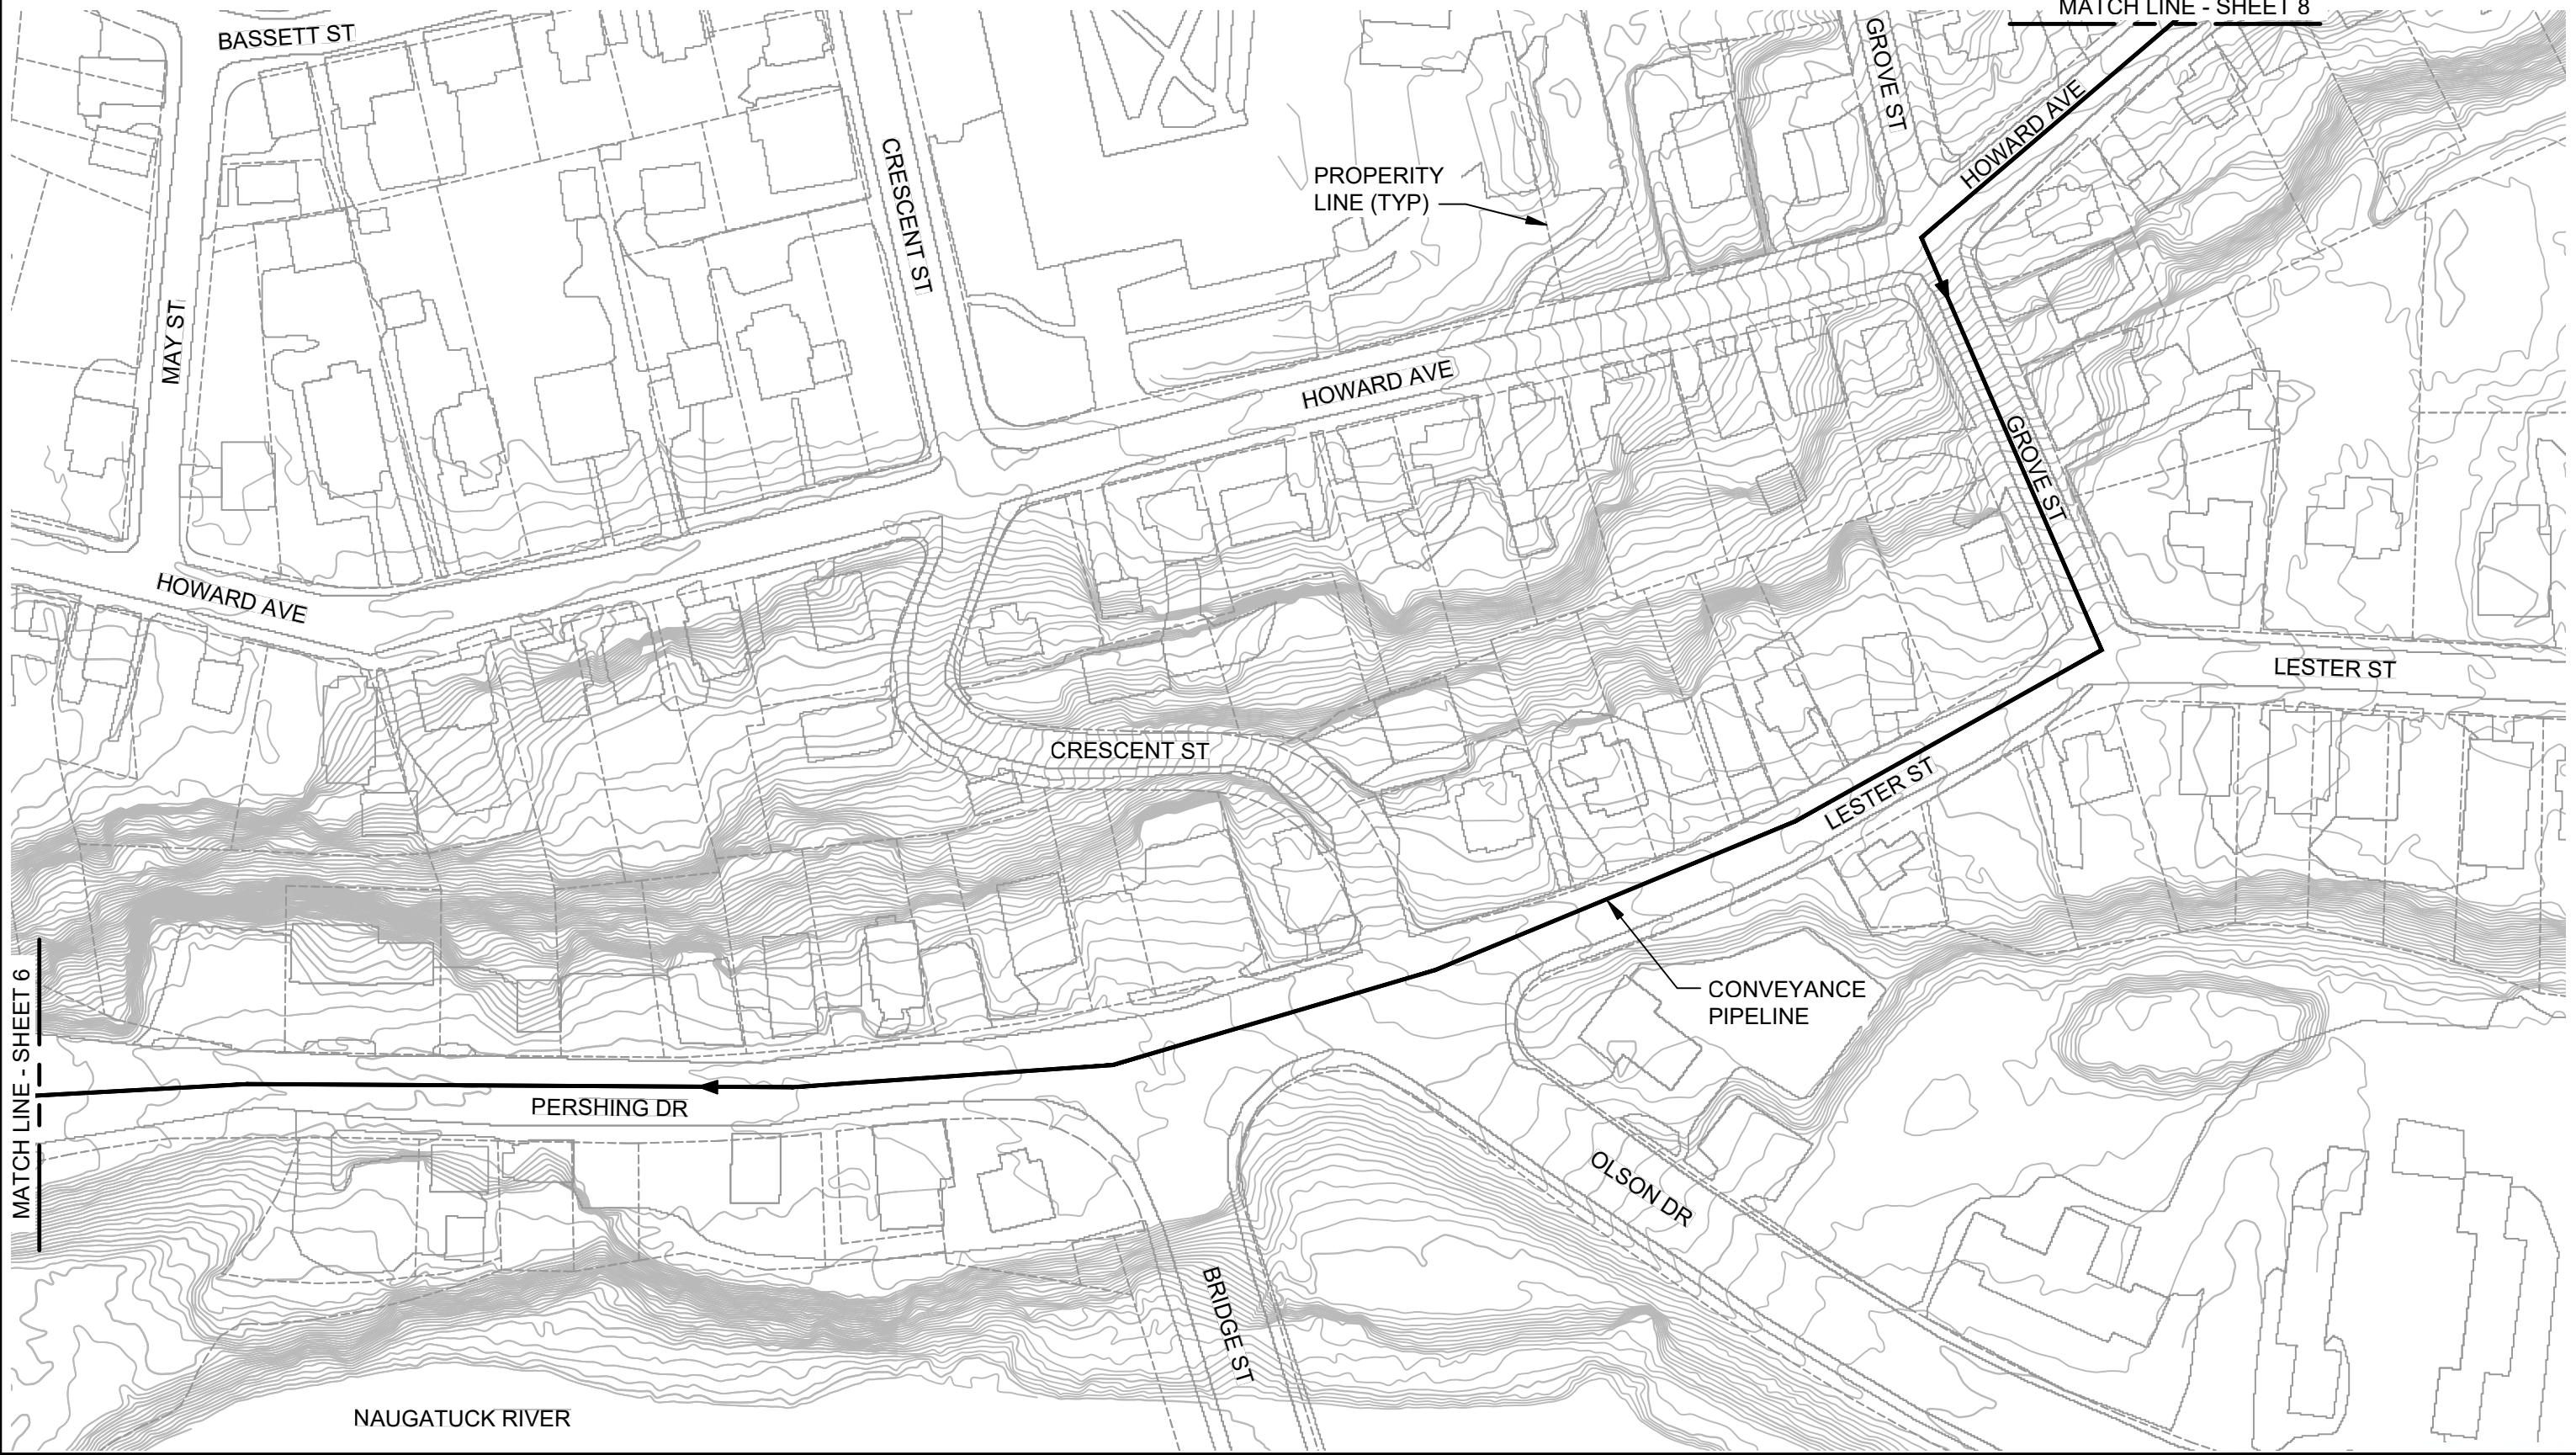 MATCH LINE - SHEET 8
BASSETT ST
GROVE ST
HOWARD AVE
CRESCENT ST
PROPERITY
LINE (TYP)
MAY ST
HOWARD AVE
GROVE ST
HOWARD AVE
LESTER ST
CRESCENT ST
LESTER ST
CONVEYANCE
PIPELINE
MATCH LINE - SHEET 6
PERSHING DR
OLSON DR
BRIDGE ST
NAUGATUCK RIVER